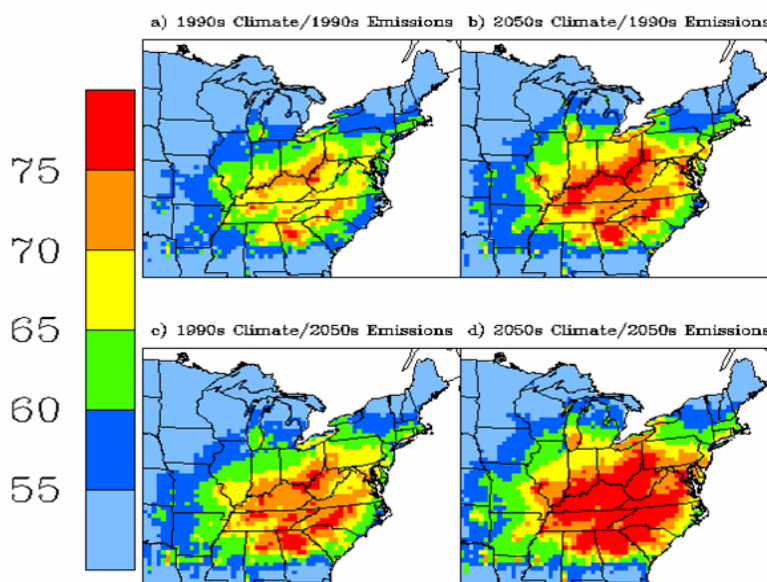 a) 1990s Climate/1990s Emissions
b) 2050s Climate/1990s Emissions
75
70
65
60
55
c) 1990s Climate/2050s Emissions
d) 2050s Climate/2050s Emissions